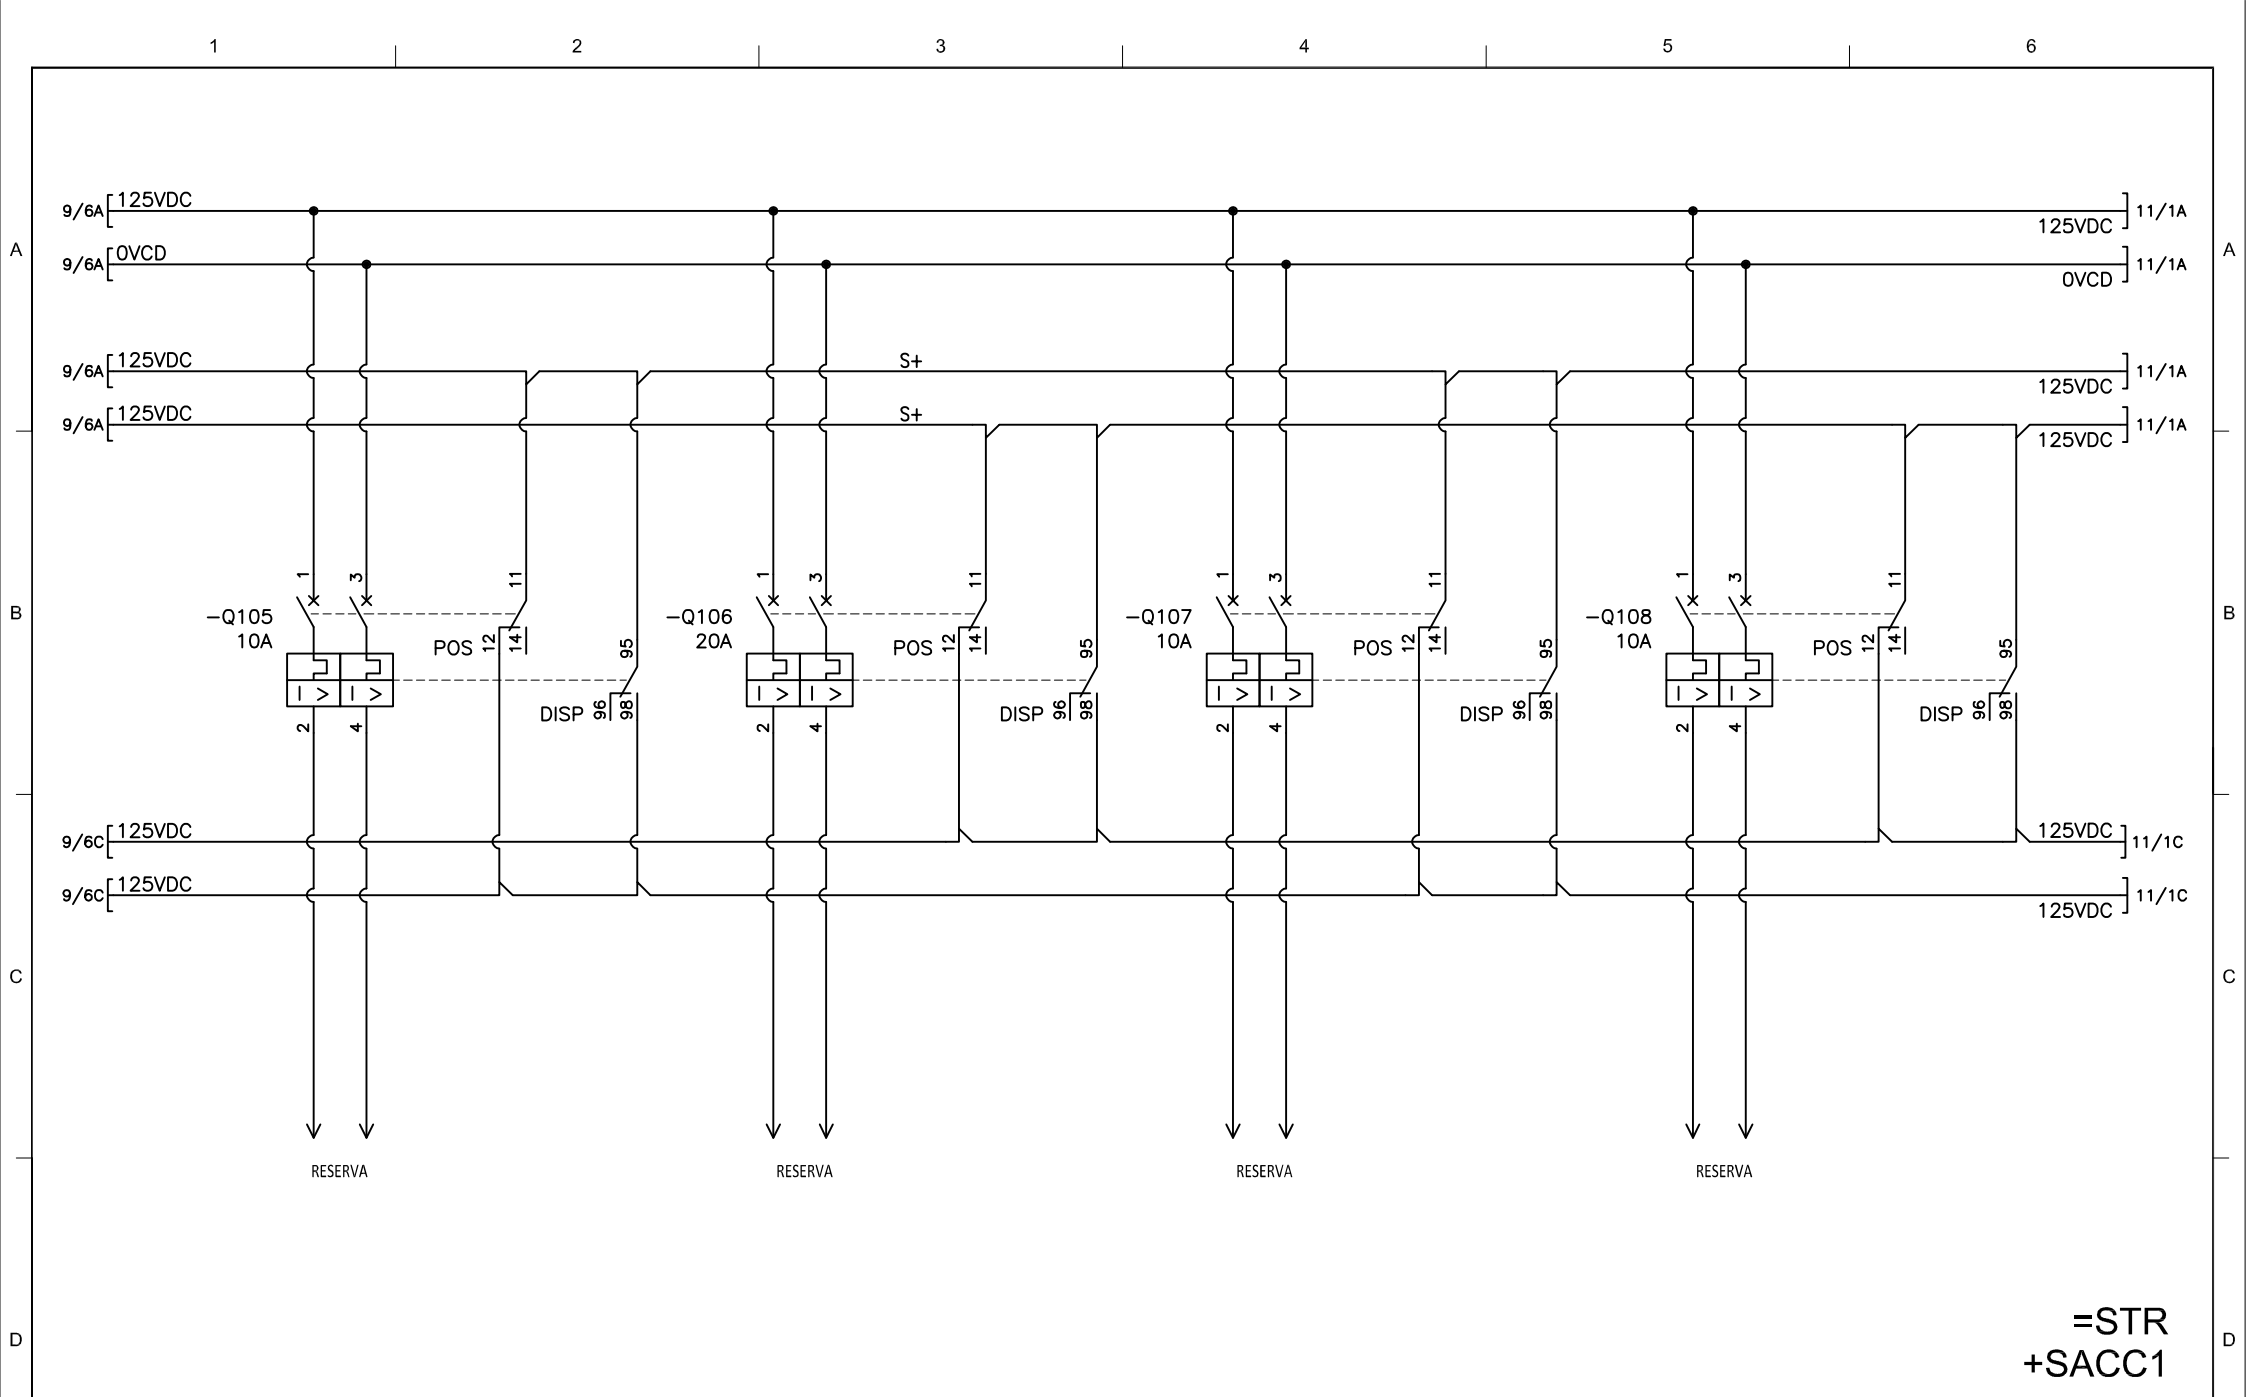 1 2 3 4 5 6
9/6A 125VDC
125VDC 11/1A
A A
9/6A 0VCD
0VCD 11/1A
9/6A 125VDC S+
125VDC 11/1A
9/6A 125VDC S+
125VDC 11/1A
1 3 11 1 3 11 1 3 11 1 3 11
B B
-Q105
10A
POS 12 14
95
DISP 96 98
2 4
-Q106
20A
POS 12 14
95
DISP 96 98
2 4
-Q107
10A
POS 12 14
95
DISP 96 98
2 4
-Q108
10A
POS 12 14
95
DISP 96 98
2 4
I > I > I > I > I > I > I > I >
9/6C 125VDC
125VDC 11/1C
9/6C 125VDC
125VDC 11/1C
C C
RESERVA RESERVA RESERVA RESERVA
=STR
D D
+SACC1